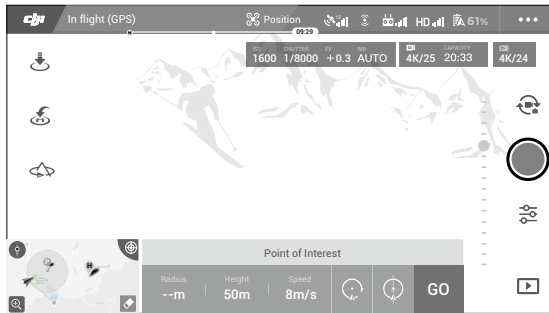 dji In flight (GPS) Position HD 61%
H 09:29
ISO SHUTTER EV WB CAPACITY
1600 1/8000 +0.3 AUTO 4K/25 20:33 4K/24
H
Point of Interest
Radius Height Speed
--m 50m 8m/s GO
H